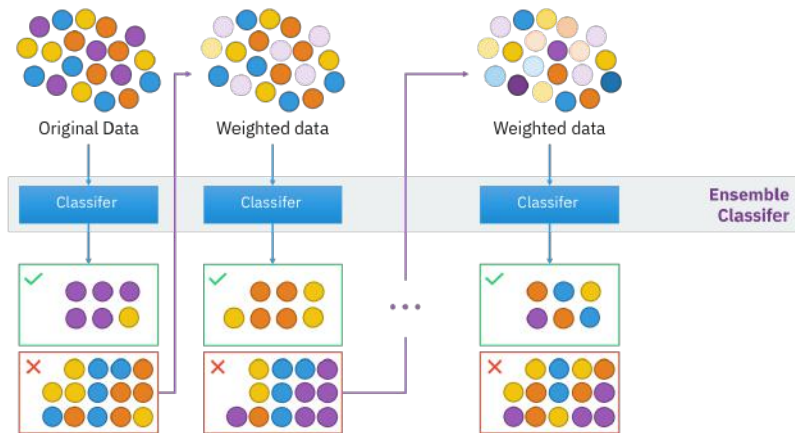 Original Data
Weighted data
Weighted data
Classifer
Classifer
Classifer
Ensemble
Classifer